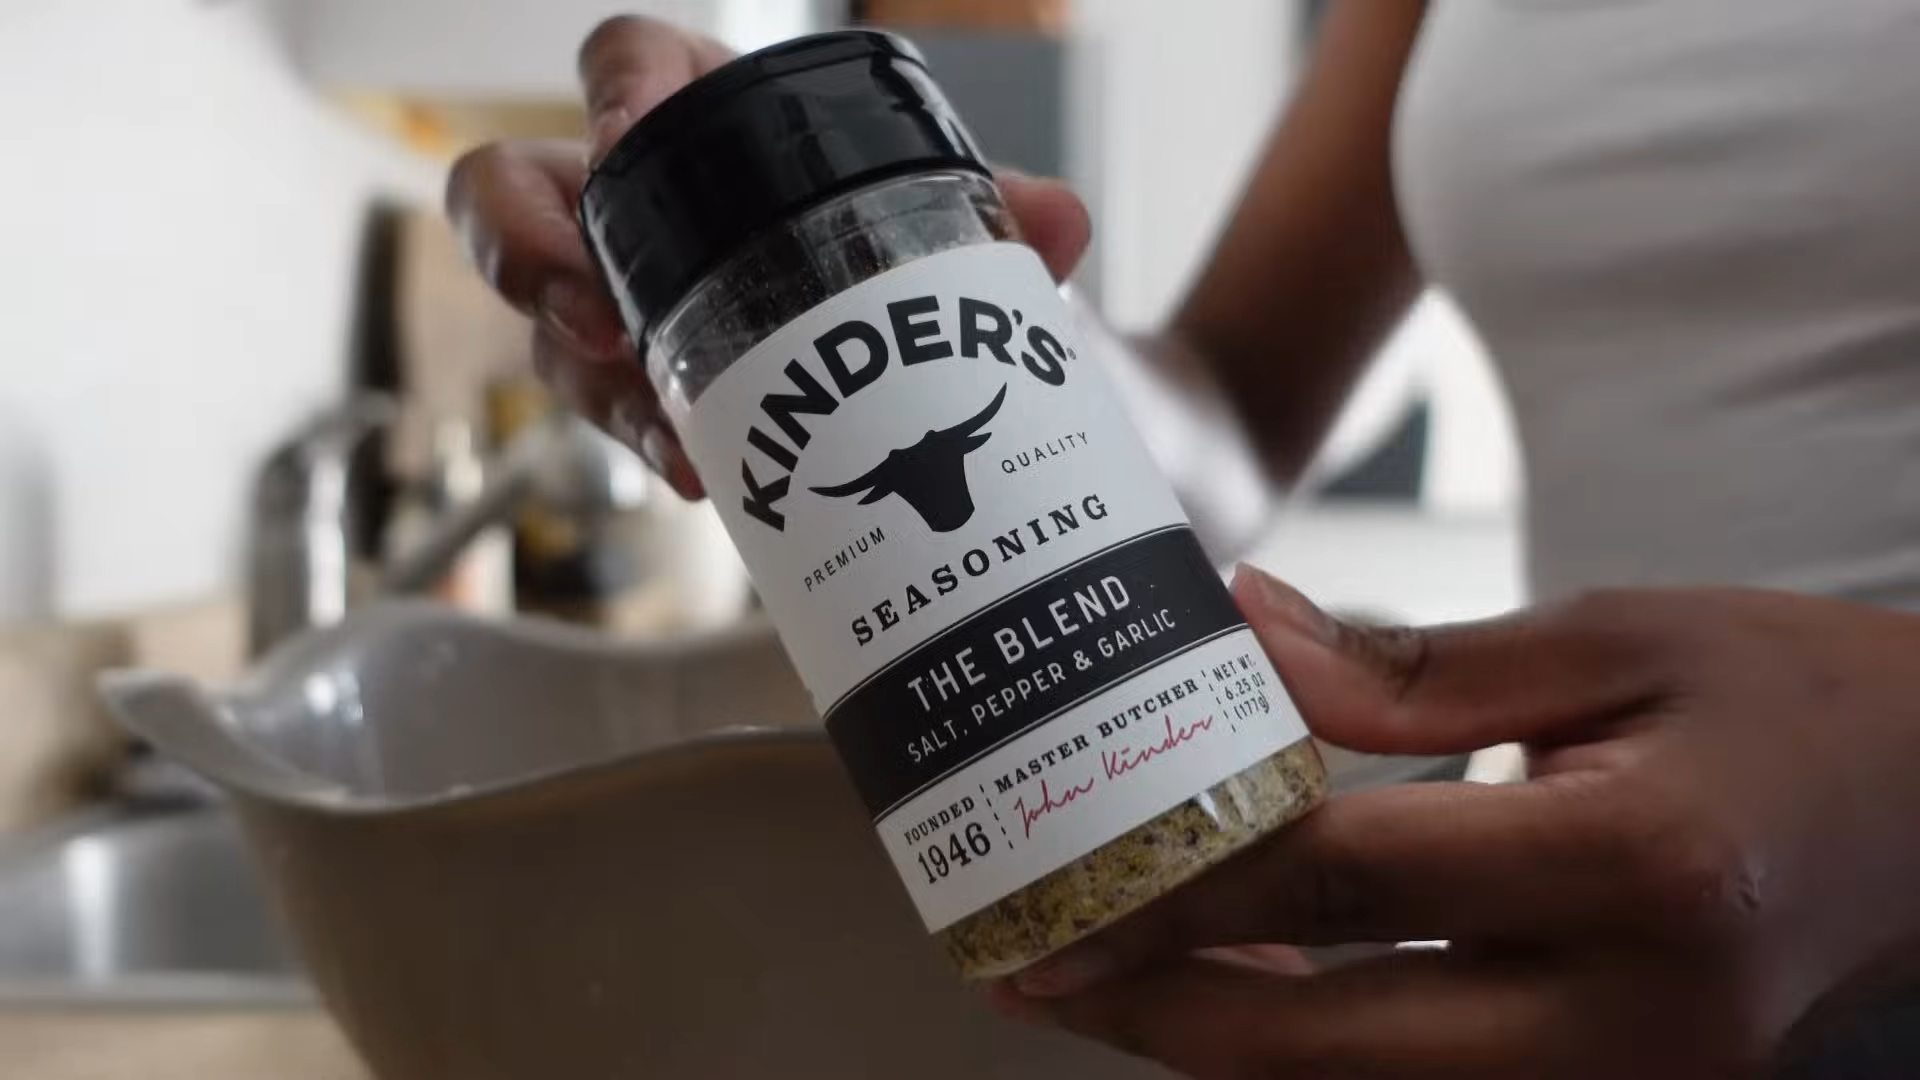 KINDER'S®
PREMIUM QUALITY
SEASONING
THE BLEND
SALT, PEPPER & GARLIC
FOUNDED
1946
MASTER BUTCHER
John Kinder
NET WT.
6.25 OZ
(177g)